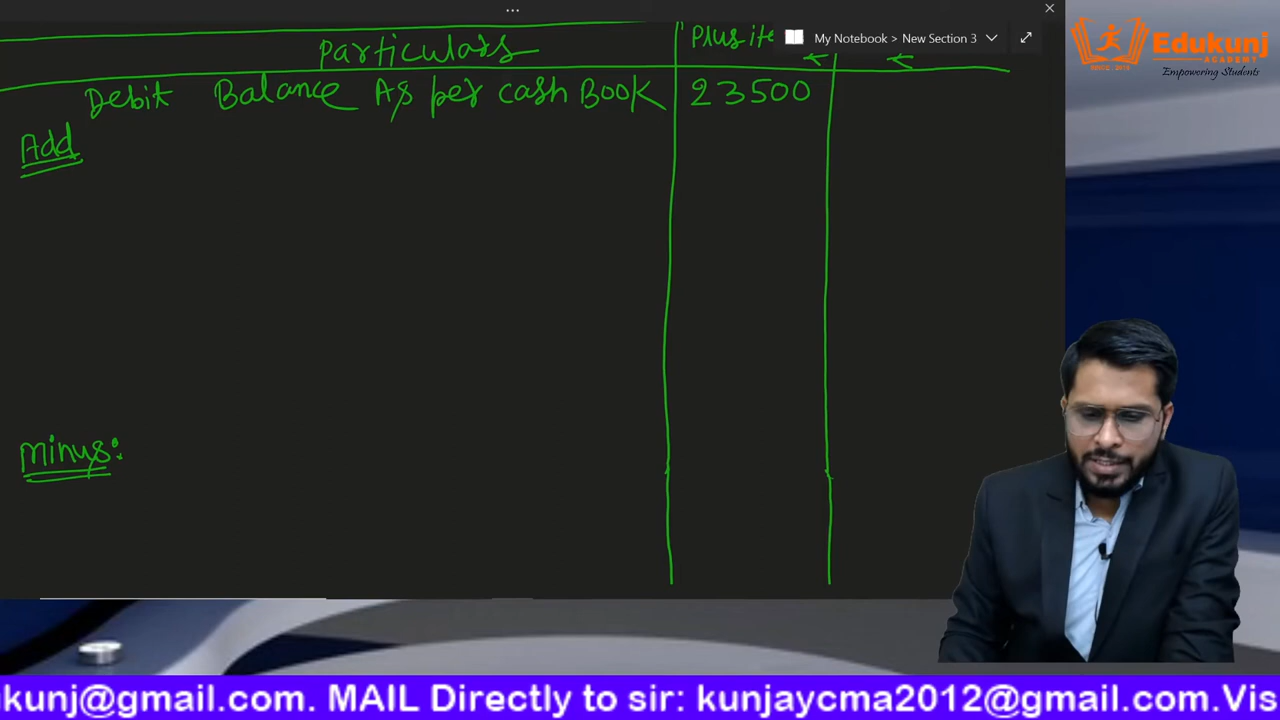 My Notebook > New Section 3
Edukunj
ACADEMY
Empowering Students
Particulars Plus ite
Debit Balance As per cash Book 23500
Add
Minus:
kunj@gmail.com. MAIL Directly to sir: kunjaycma2012@gmail.com.Vis